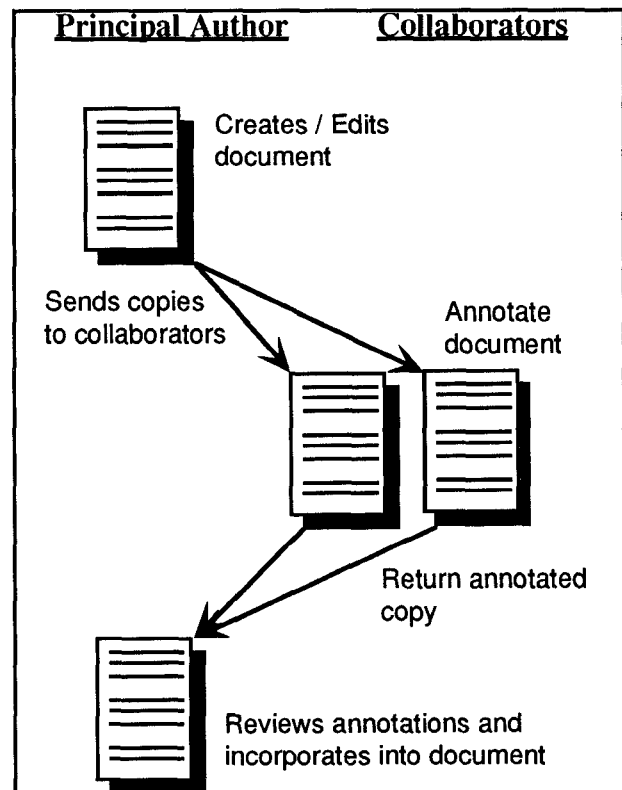 Principal Author Collaborators
Creates / Edits
document
Sends copies
to collaborators
Annotate
document
Return annotated
copy
Reviews annotations and
incorporates into document